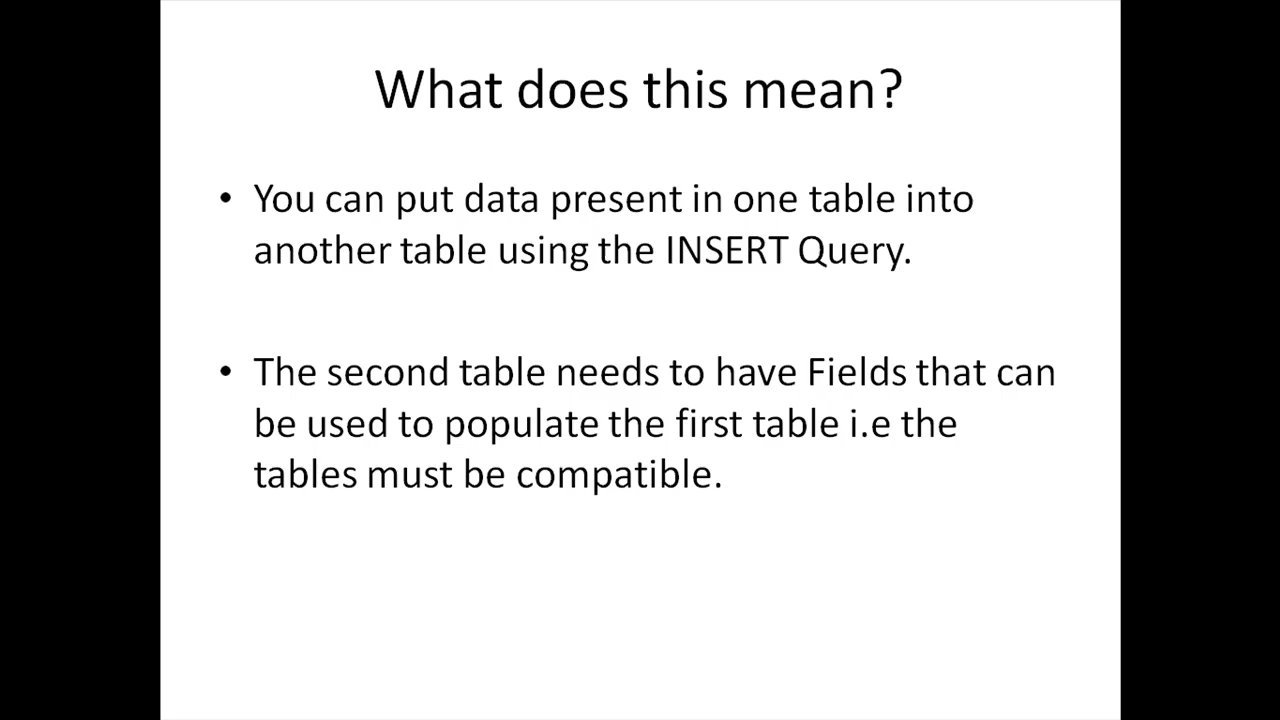 What does this mean?
• You can put data present in one table into
another table using the INSERT Query.
• The second table needs to have Fields that can
be used to populate the first table i.e the
tables must be compatible.